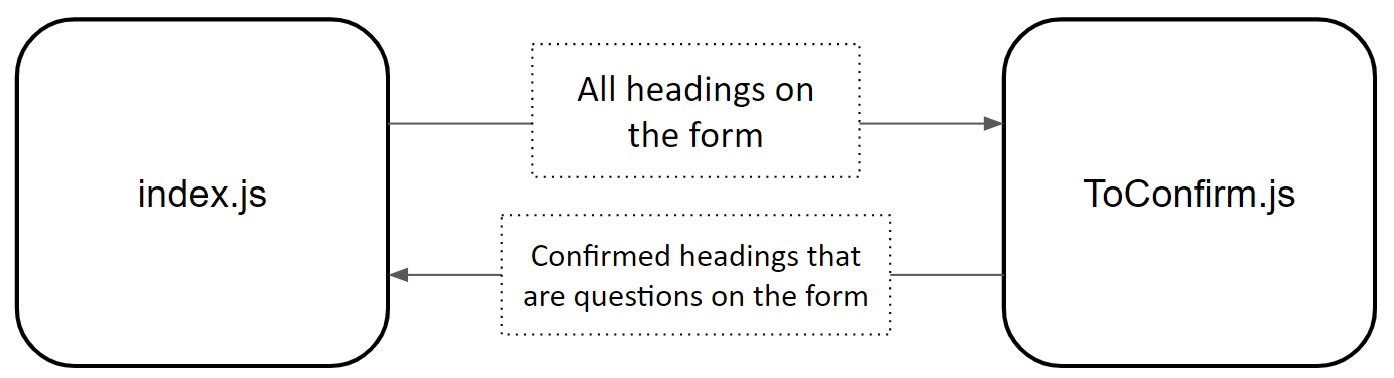 index.js
All headings on
the form
Confirmed headings that
are questions on the form
ToConfirm.js